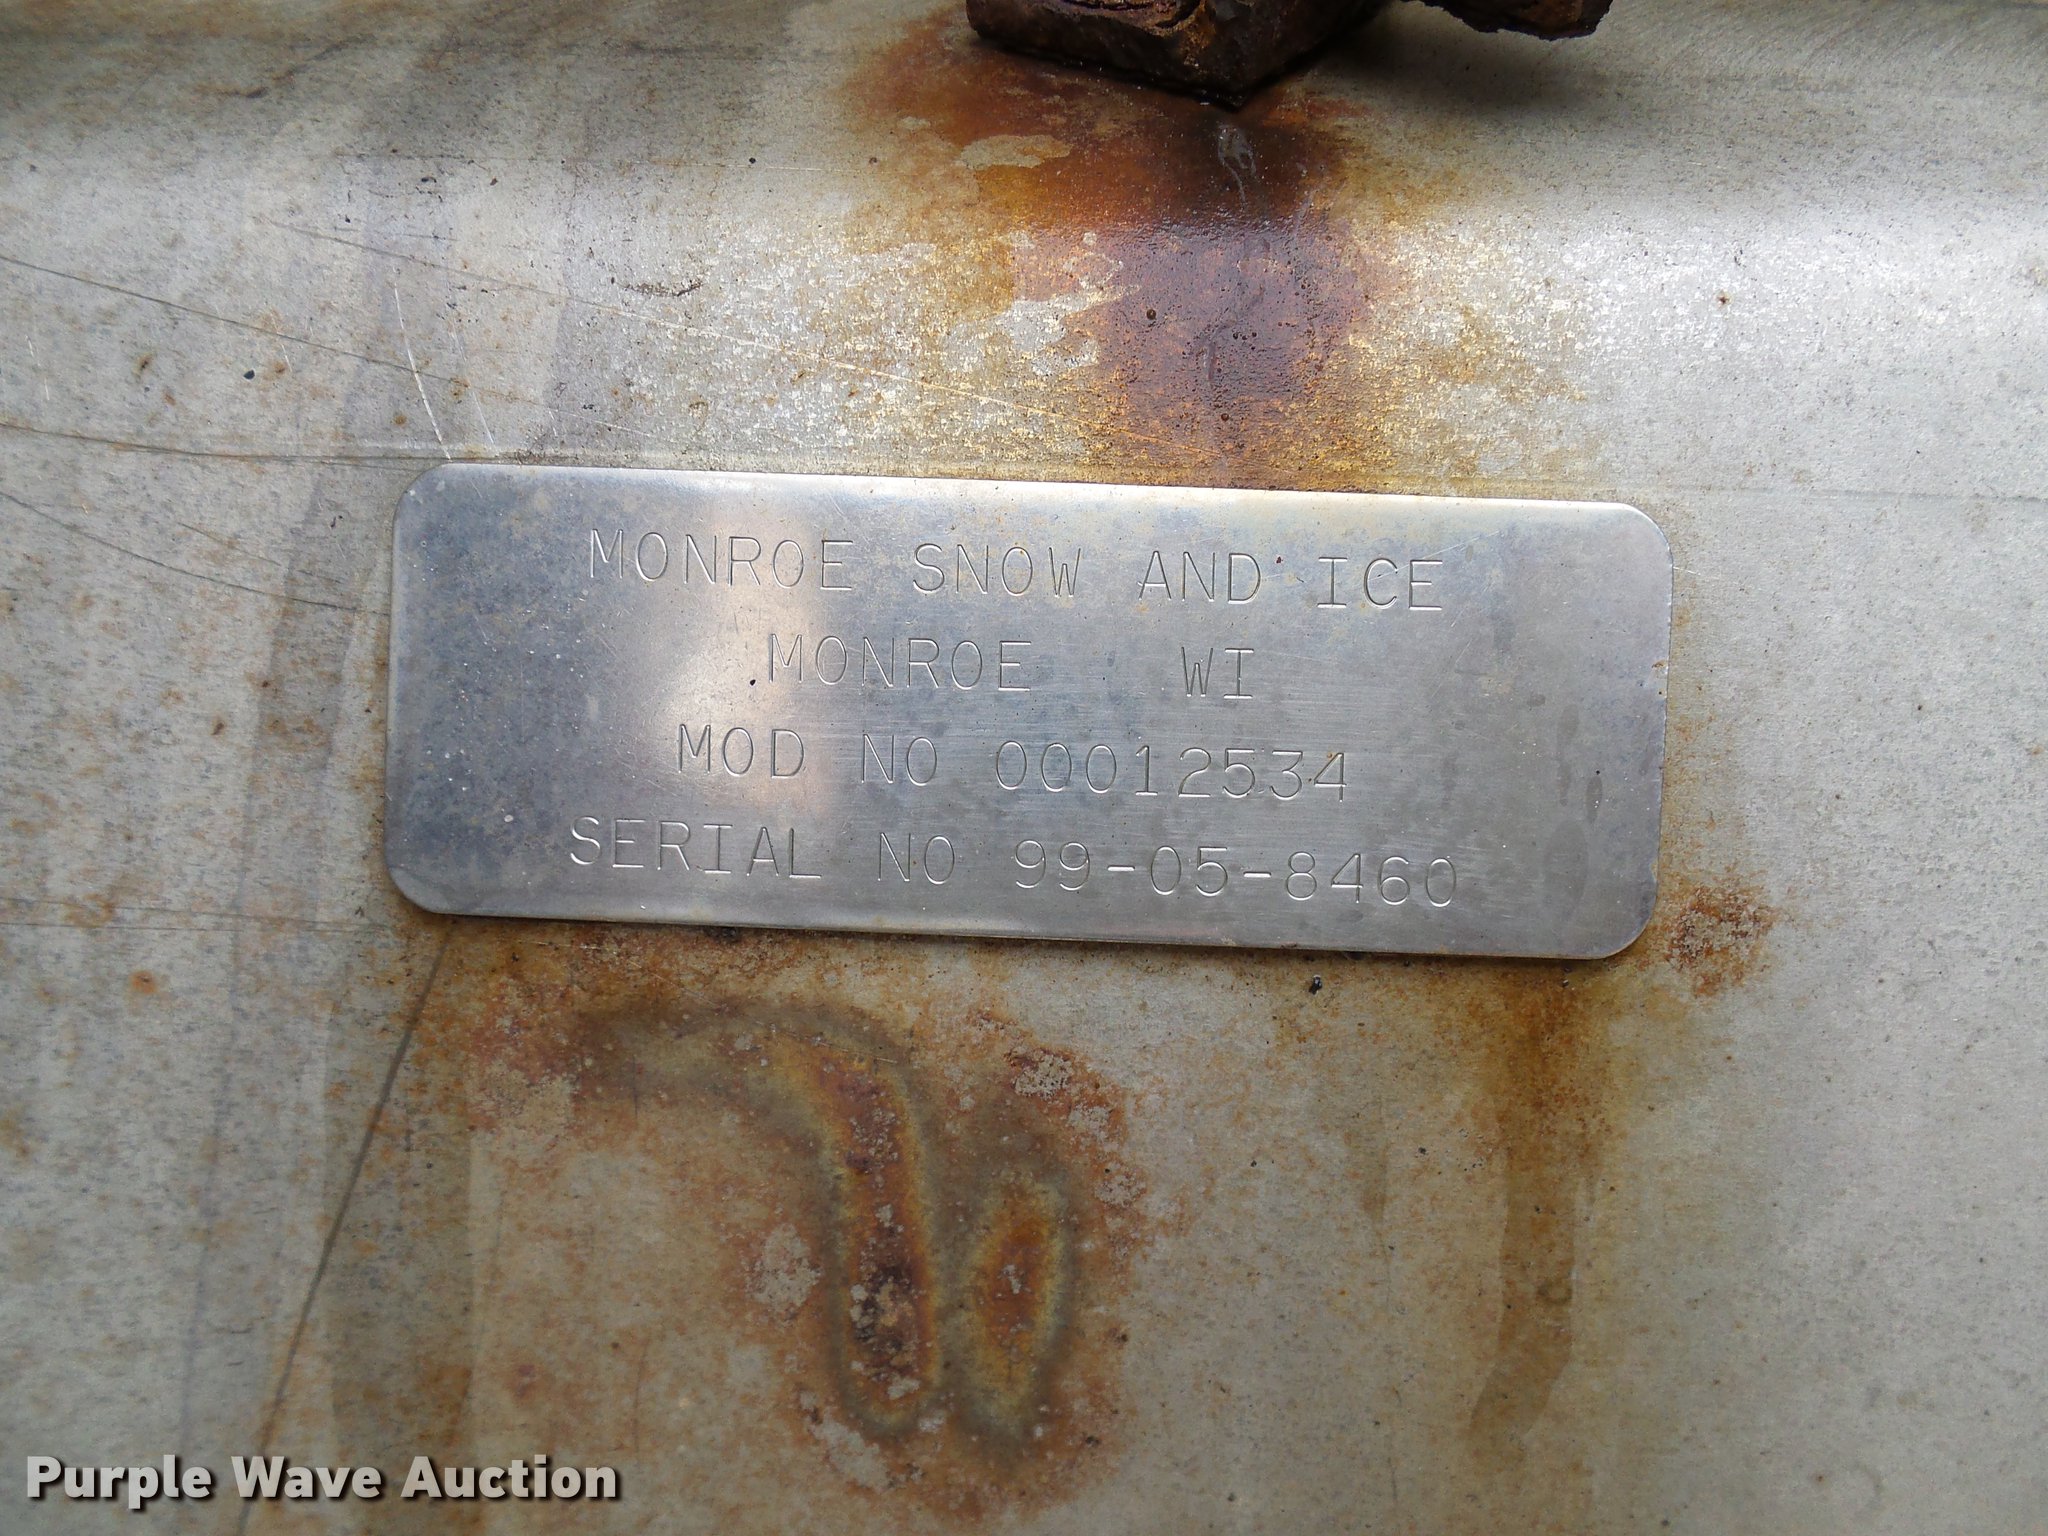 MONROE SNOW AND ICE
MONROE WI
MOD NO 00012534
SERIAL NO 99-05-8460
Purple Wave Auction